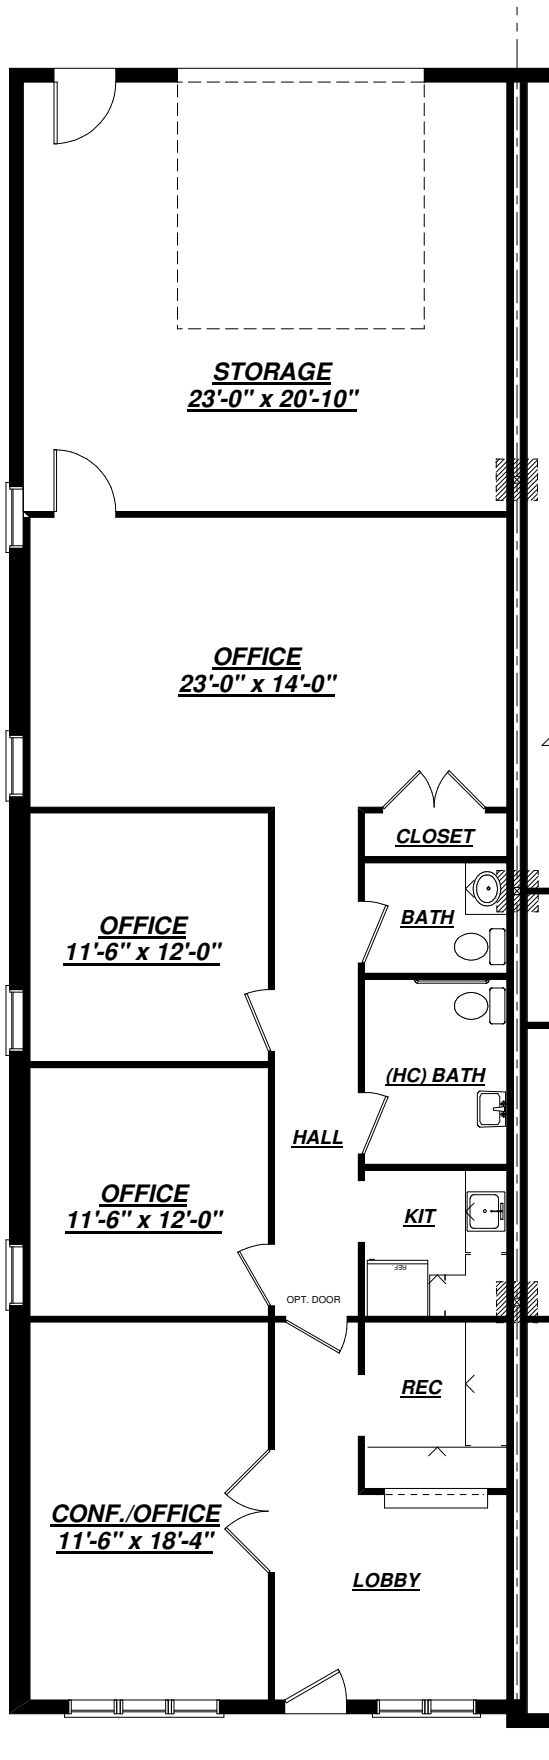 STORAGE
23'-0" x 20'-10"
OFFICE
23'-0" x 14'-0"
CLOSET
OFFICE
11'-6" x 12'-0"
BATH
(HC) BATH
HALL
OFFICE
11'-6" x 12'-0"
KIT
REF.
OPT. DOOR
REC
CONF./OFFICE
11'-6" x 18'-4"
LOBBY